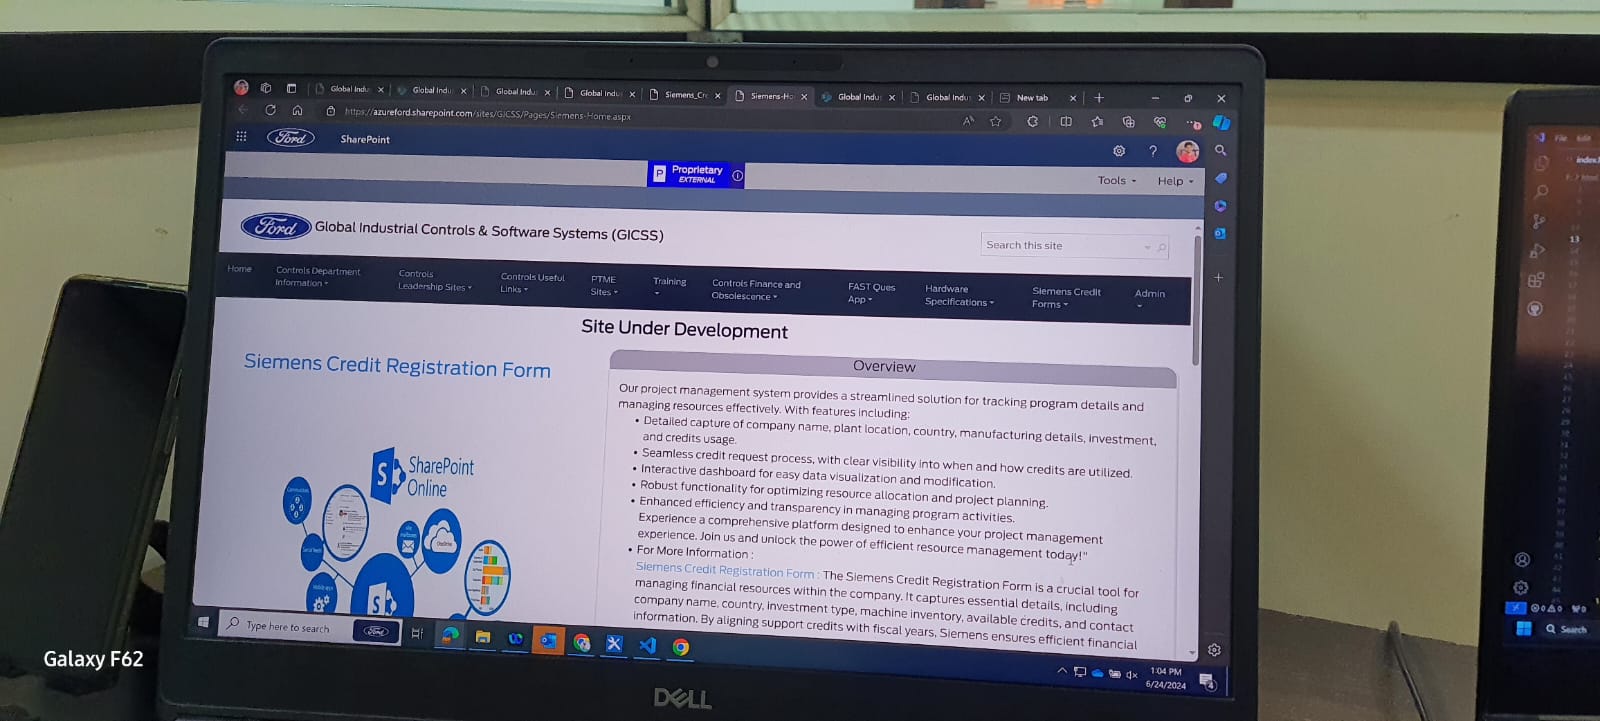 Global Indu
Global Indu
Global Indu
Global Indu
Siemens_Cre
Siemens-Ho
Global Indu
Global Indu
New tab
https://azureford.sharepoint.com/sites/GICSS/Pages/Siemens-Home.aspx
Ford
SharePoint
P Proprietary
EXTERNAL
Tools
Help
Ford Global Industrial Controls & Software Systems (GICSS)
Search this site
Home
Controls Department
Information
Controls
Leadership Sites
Controls Useful
Links
PTME
Sites
Training
Controls Finance and
Obsolescence
FAST Ques
App
Hardware
Specifications
Siemens Credit
Forms
Admin
Site Under Development
Siemens Credit Registration Form
SharePoint
Online
S
S
Overview
Our project management system provides a streamlined solution for tracking program details and
managing resources effectively. With features including:
• Detailed capture of company name, plant location, country, manufacturing details, investment,
and credits usage.
• Seamless credit request process, with clear visibility into when and how credits are utilized.
• Interactive dashboard for easy data visualization and modification.
• Robust functionality for optimizing resource allocation and project planning.
• Enhanced efficiency and transparency in managing program activities.
Experience a comprehensive platform designed to enhance your project management
experience. Join us and unlock the power of efficient resource management today!"
• For More Information :
Siemens Credit Registration Form : The Siemens Credit Registration Form is a crucial tool for
managing financial resources within the company. It captures essential details, including
company name, country, investment type, machine inventory, available credits, and contact
information. By aligning support credits with fiscal years, Siemens ensures efficient financial
Type here to search
Ford
1:04 PM
6/24/2024
4
DELL
File Edit
13
Search
Galaxy F62